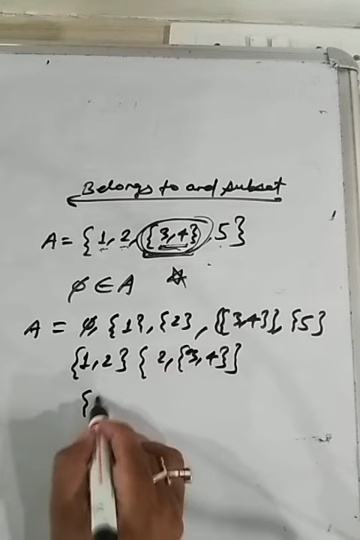 Belongs to and subset
A = {1, 2, {3,4} , 5}
φ ∈ A
A = φ, {1}, {2}, {{3,4}}, {5}
{1,2} {2,{3,4}}
{